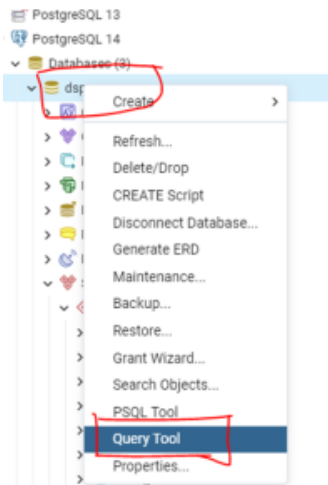 PostgreSQL 13
PostgreSQL 14
Databases (3)
Create
Refresh...
Delete/Drop
CREATE Script
Disconnect Database...
Generate ERD
Maintenance...
Backup...
Restore...
Grant Wizard...
Search Objects...
PSQL Tool
Query Tool
Properties...